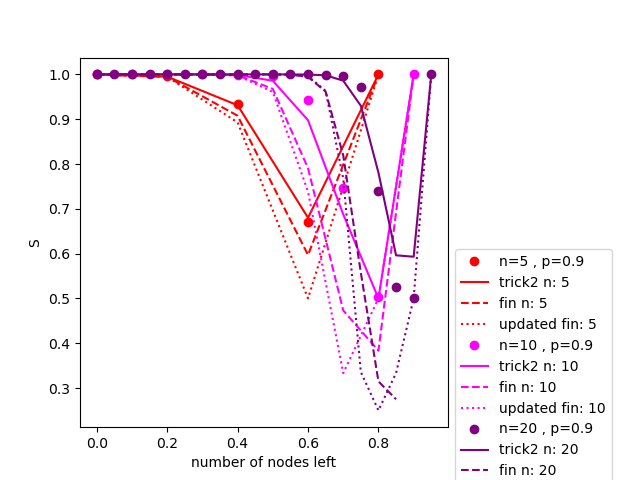 1.0
0.9
0.8
0.7
0.6
0.5
0.4
0.3
S
0.0 0.2 0.4 0.6 0.8
number of nodes left
n=5 , p=0.9
trick2 n: 5
fin n: 5
updated fin: 5
n=10 , p=0.9
trick2 n: 10
fin n: 10
updated fin: 10
n=20 , p=0.9
trick2 n: 20
fin n: 20